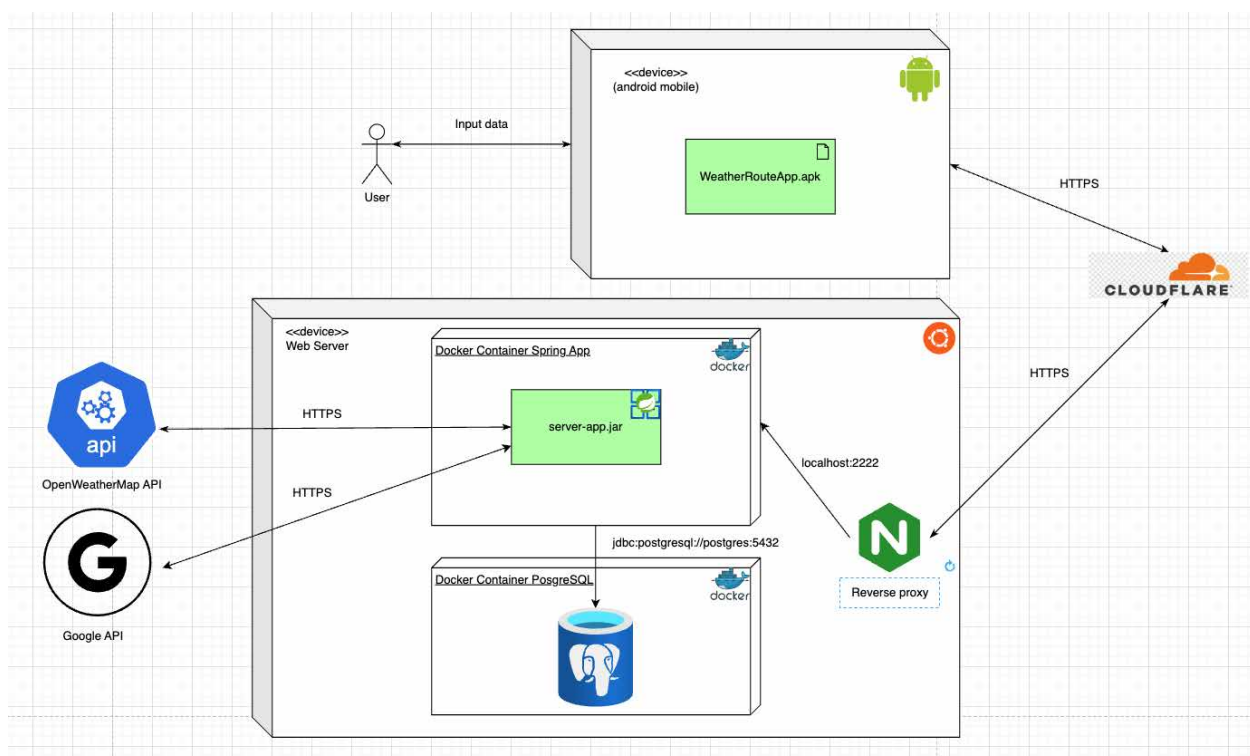 <<device>>
(android mobile)
WeatherRouteApp.apk
Input data
User
HTTPS
CLOUDFLARE
<<device>>
Web Server
Docker Container Spring App
docker
server-app.jar
HTTPS
api
OpenWeatherMap API
HTTPS
G
Google API
HTTPS
localhost:2222
N
Reverse proxy
jdbc:postgresql://postgres:5432
Docker Container PosgreSQL
docker